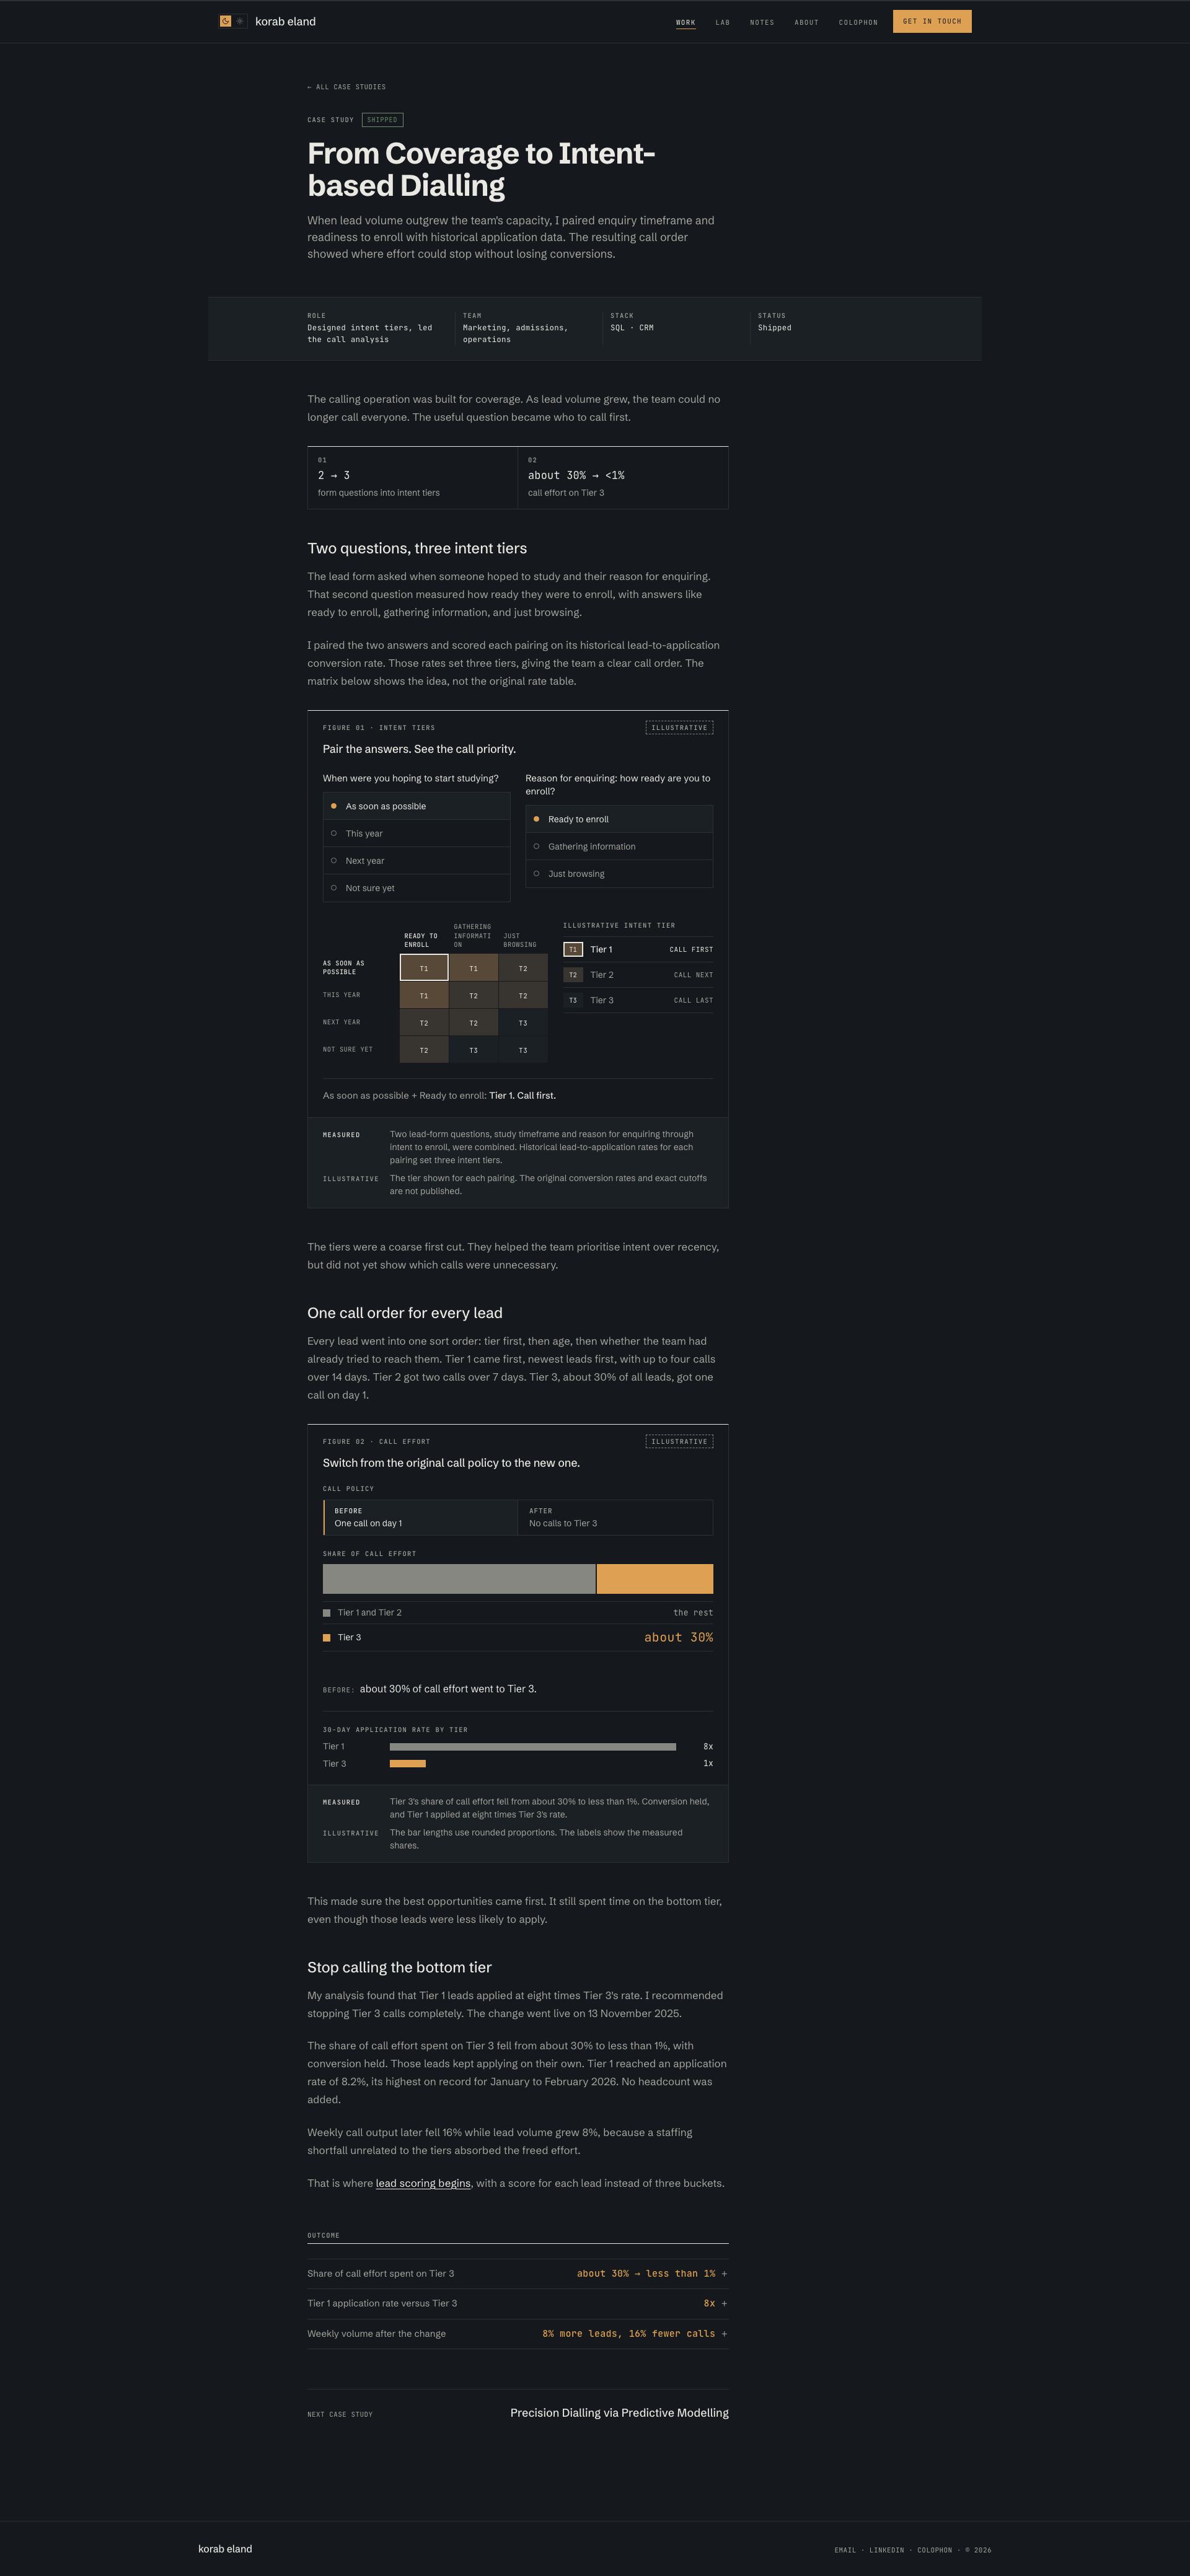 korab eland
WORK LAB NOTES ABOUT COLOPHON GET IN TOUCH
← ALL CASE STUDIES
CASE STUDY SHIPPED
From Coverage to Intent-
based Dialling
When lead volume outgrew the team's capacity, I paired enquiry timeframe and
readiness to enroll with historical application data. The resulting call order
showed where effort could stop without losing conversions.
ROLE
Designed intent tiers, led
the call analysis
TEAM
Marketing, admissions,
operations
STACK
SQL · CRM
STATUS
Shipped
The calling operation was built for coverage. As lead volume grew, the team could no
longer call everyone. The useful question became who to call first.
01
2 → 3
form questions into intent tiers
02
about 30% → <1%
call effort on Tier 3
Two questions, three intent tiers
The lead form asked when someone hoped to study and their reason for enquiring.
That second question measured how ready they were to enroll, with answers like
ready to enroll, gathering information, and just browsing.
I paired the two answers and scored each pairing on its historical lead-to-application
conversion rate. Those rates set three tiers, giving the team a clear call order. The
matrix below shows the idea, not the original rate table.
FIGURE 01 · INTENT TIERS
ILLUSTRATIVE
Pair the answers. See the call priority.
When were you hoping to start studying?
As soon as possible
This year
Next year
Not sure yet
Reason for enquiring: how ready are you to
enroll?
Ready to enroll
Gathering information
Just browsing
READY TO
ENROLL
GATHERING
INFORMATI
ON
JUST
BROWSING
AS SOON AS
POSSIBLE
T1 T1 T2
THIS YEAR T1 T2 T2
NEXT YEAR T2 T2 T3
NOT SURE YET T2 T3 T3
ILLUSTRATIVE INTENT TIER
T1 Tier 1 CALL FIRST
T2 Tier 2 CALL NEXT
T3 Tier 3 CALL LAST
As soon as possible + Ready to enroll: Tier 1. Call first.
MEASURED
Two lead-form questions, study timeframe and reason for enquiring through
intent to enroll, were combined. Historical lead-to-application rates for each
pairing set three intent tiers.
ILLUSTRATIVE
The tier shown for each pairing. The original conversion rates and exact cutoffs
are not published.
The tiers were a coarse first cut. They helped the team prioritise intent over recency,
but did not yet show which calls were unnecessary.
One call order for every lead
Every lead went into one sort order: tier first, then age, then whether the team had
already tried to reach them. Tier 1 came first, newest leads first, with up to four calls
over 14 days. Tier 2 got two calls over 7 days. Tier 3, about 30% of all leads, got one
call on day 1.
FIGURE 02 · CALL EFFORT
ILLUSTRATIVE
Switch from the original call policy to the new one.
CALL POLICY
BEFORE
One call on day 1
AFTER
No calls to Tier 3
SHARE OF CALL EFFORT
Tier 1 and Tier 2 the rest
Tier 3 about 30%
BEFORE: about 30% of call effort went to Tier 3.
30-DAY APPLICATION RATE BY TIER
Tier 1 8x
Tier 3 1x
MEASURED
Tier 3's share of call effort fell from about 30% to less than 1%. Conversion held,
and Tier 1 applied at eight times Tier 3's rate.
ILLUSTRATIVE
The bar lengths use rounded proportions. The labels show the measured
shares.
This made sure the best opportunities came first. It still spent time on the bottom tier,
even though those leads were less likely to apply.
Stop calling the bottom tier
My analysis found that Tier 1 leads applied at eight times Tier 3's rate. I recommended
stopping Tier 3 calls completely. The change went live on 13 November 2025.
The share of call effort spent on Tier 3 fell from about 30% to less than 1%, with
conversion held. Those leads kept applying on their own. Tier 1 reached an application
rate of 8.2%, its highest on record for January to February 2026. No headcount was
added.
Weekly call output later fell 16% while lead volume grew 8%, because a staffing
shortfall unrelated to the tiers absorbed the freed effort.
That is where lead scoring begins, with a score for each lead instead of three buckets.
OUTCOME
Share of call effort spent on Tier 3 about 30% → less than 1% +
Tier 1 application rate versus Tier 3 8x +
Weekly volume after the change 8% more leads, 16% fewer calls +
NEXT CASE STUDY Precision Dialling via Predictive Modelling
korab eland
EMAIL · LINKEDIN · COLOPHON · © 2026